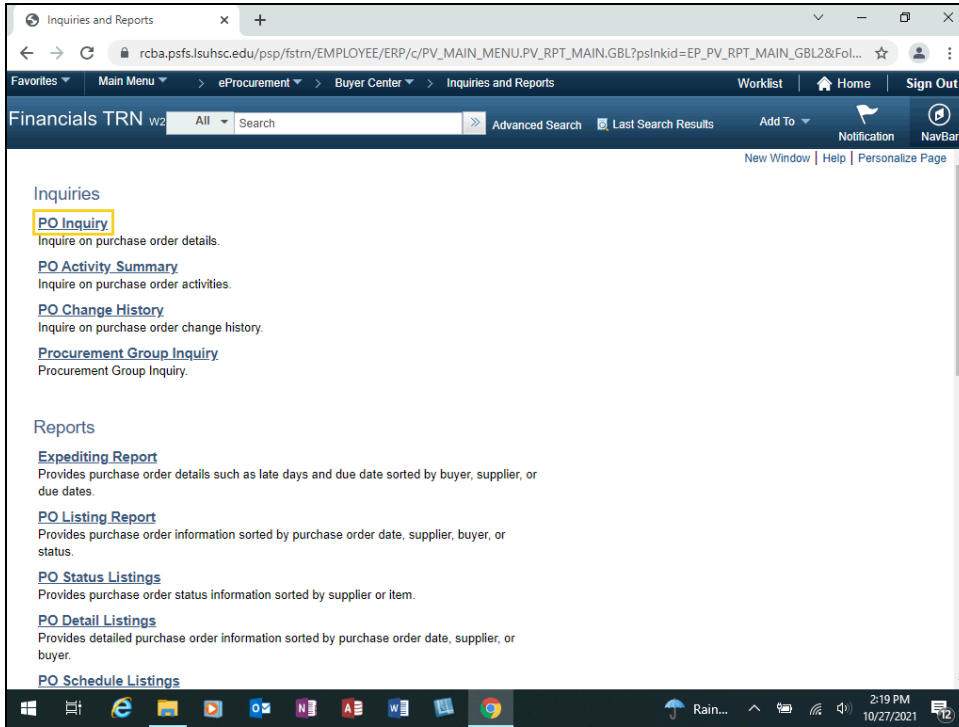 Inquiries and Reports
rcba.psfs.lsuhsc.edu/psp/fstrn/EMPLOYEE/ERP/c/PV_MAIN_MENU.PV_RPT_MAIN.GBL?pslnkid=EP_PV_RPT_MAIN_GBL2&Fol...
Favorites Main Menu > eProcurement > Buyer Center > Inquiries and Reports Worklist Home Sign Out
Financials TRN W2 All Search Advanced Search Last Search Results Add To Notification NavBar
New Window | Help | Personalize Page
Inquiries
PO Inquiry
Inquire on purchase order details.
PO Activity Summary
Inquire on purchase order activities.
PO Change History
Inquire on purchase order change history.
Procurement Group Inquiry
Procurement Group Inquiry.
Reports
Expediting Report
Provides purchase order details such as late days and due date sorted by buyer, supplier, or
due dates.
PO Listing Report
Provides purchase order information sorted by purchase order date, supplier, buyer, or
status.
PO Status Listings
Provides purchase order status information sorted by supplier or item.
PO Detail Listings
Provides detailed purchase order information sorted by purchase order date, supplier, or
buyer.
PO Schedule Listings
Rain... 2:19 PM
10/27/2021 12